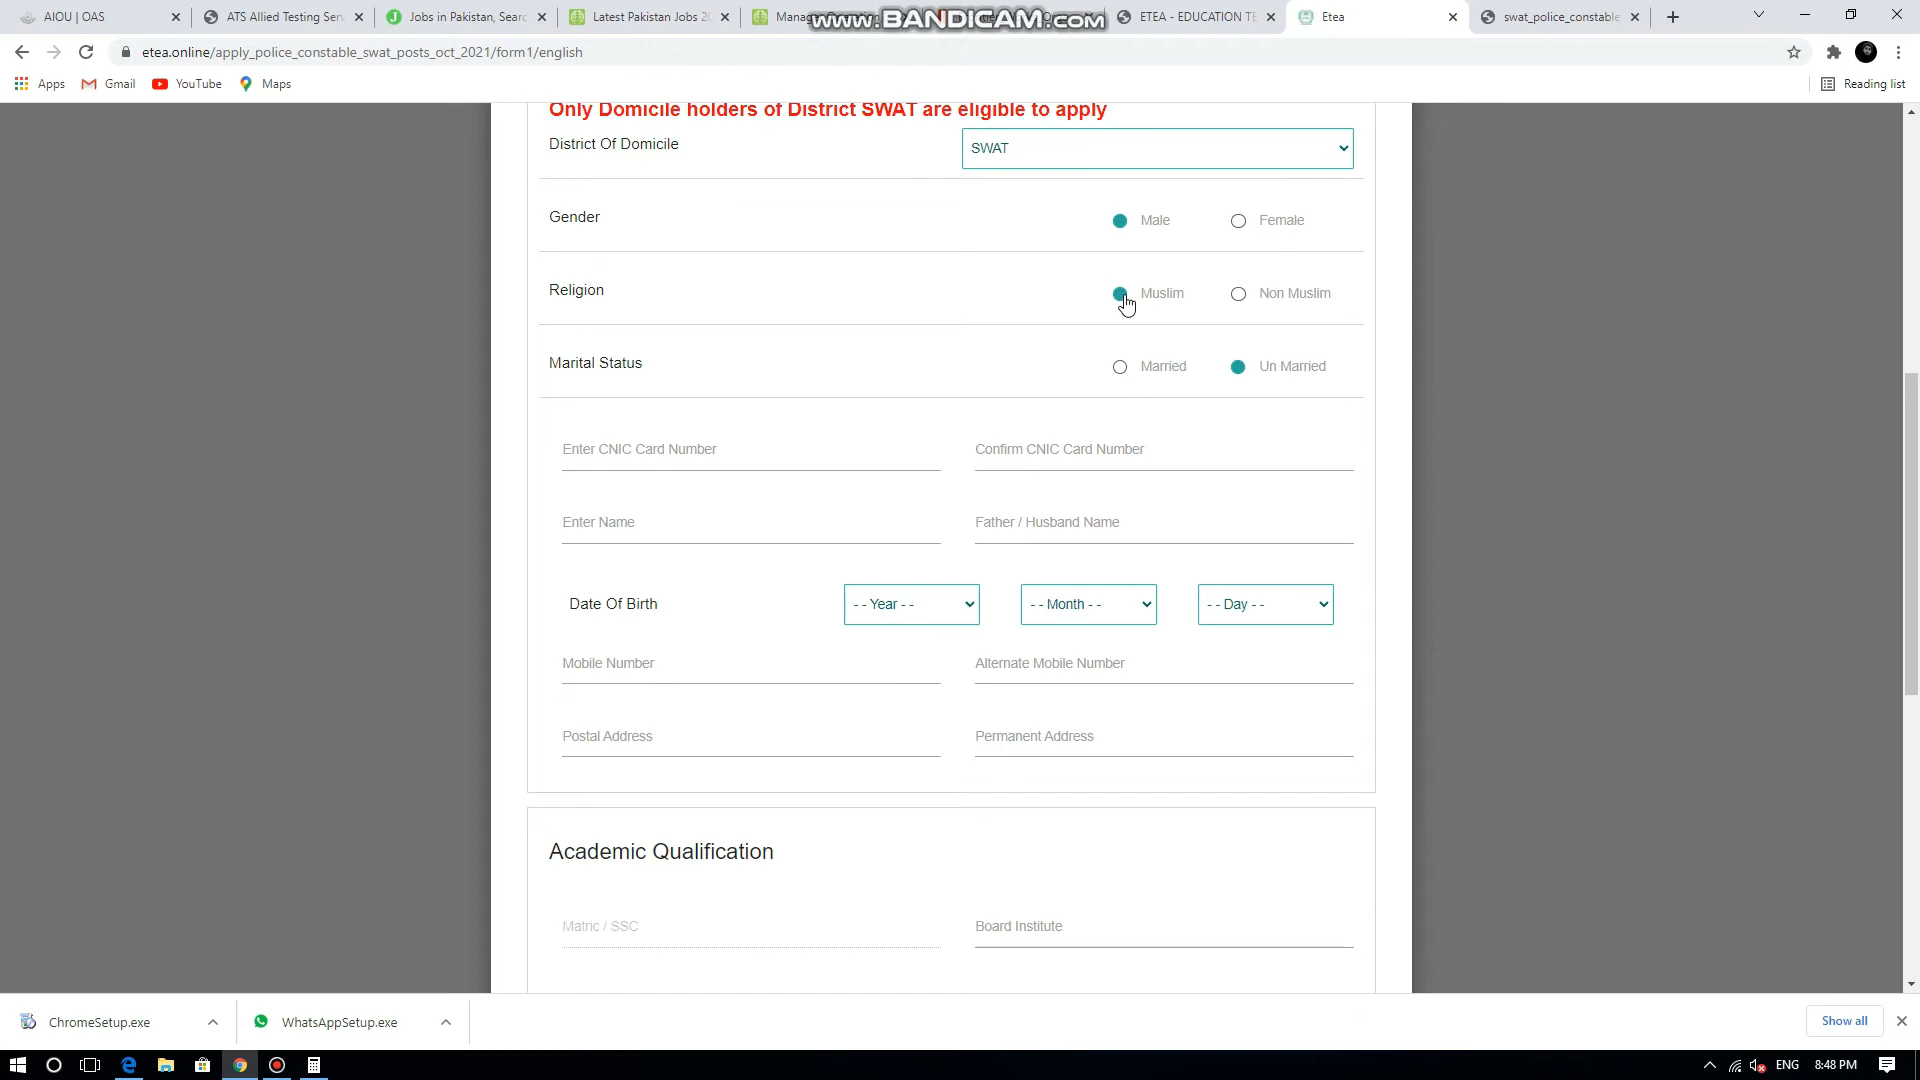 AIOU | OAS
ATS Allied Testing Serv
Jobs in Pakistan, Searc
Latest Pakistan Jobs 20
www.BANDICAM.com
ETEA - EDUCATION TE
Etea
swat_police_constable
etea.online/apply_police_constable_swat_posts_oct_2021/form1/english
Apps
Gmail
YouTube
Maps
Reading list
Only Domicile holders of District SWAT are eligible to apply
District Of Domicile
SWAT
Gender
Male
Female
Religion
Muslim
Non Muslim
Marital Status
Married
Un Married
Enter CNIC Card Number
Confirm CNIC Card Number
Enter Name
Father / Husband Name
Date Of Birth
- - Year - -
- - Month - -
- - Day - -
Mobile Number
Alternate Mobile Number
Postal Address
Permanent Address
Academic Qualification
Matric / SSC
Board Institute
ChromeSetup.exe
WhatsAppSetup.exe
Show all
ENG
8:48 PM